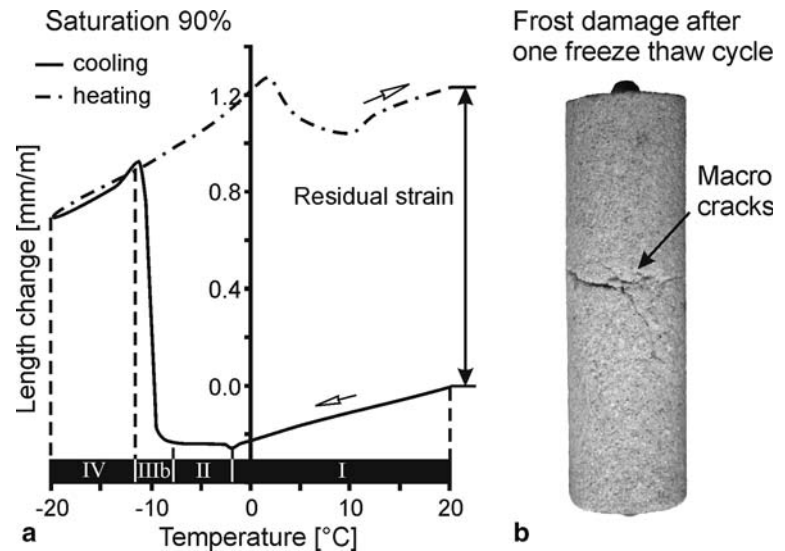 Saturation 90%
cooling
heating
Length change [mm/m]
1.2
0.8
0.4
0.0
Residual strain
IV
IIIb
II
I
-20
-10
0
10
20
a
Temperature [°C]
Frost damage after
one freeze thaw cycle
Macro
cracks
b